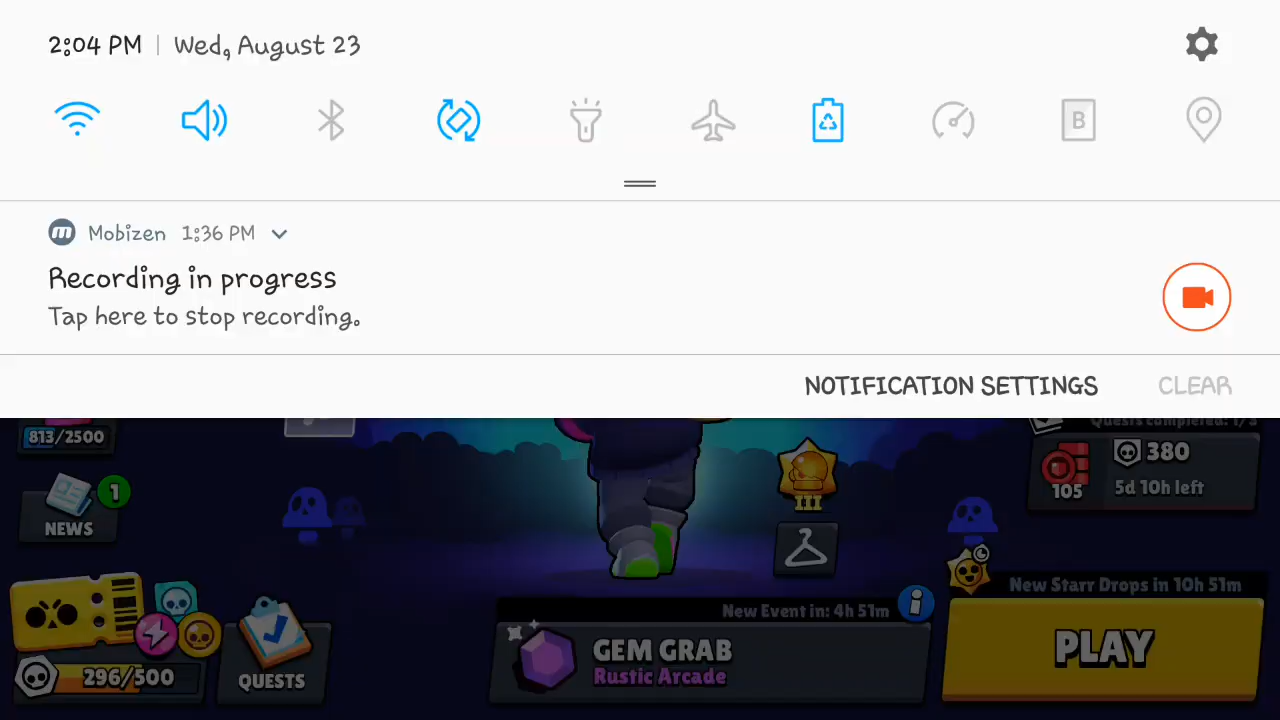 2:04 PM | Wed, August 23
B
Mobizen 1:36 PM
Recording in progress
Tap here to stop recording.
NOTIFICATION SETTINGS CLEAR
Quests completed: 1/3
813/2500
380
105
5d 10h left
1
NEWS
III
New Starr Drops in 10h 51m
New Event in: 4h 51m
i
GEM GRAB
Rustic Arcade
PLAY
296/500
QUESTS